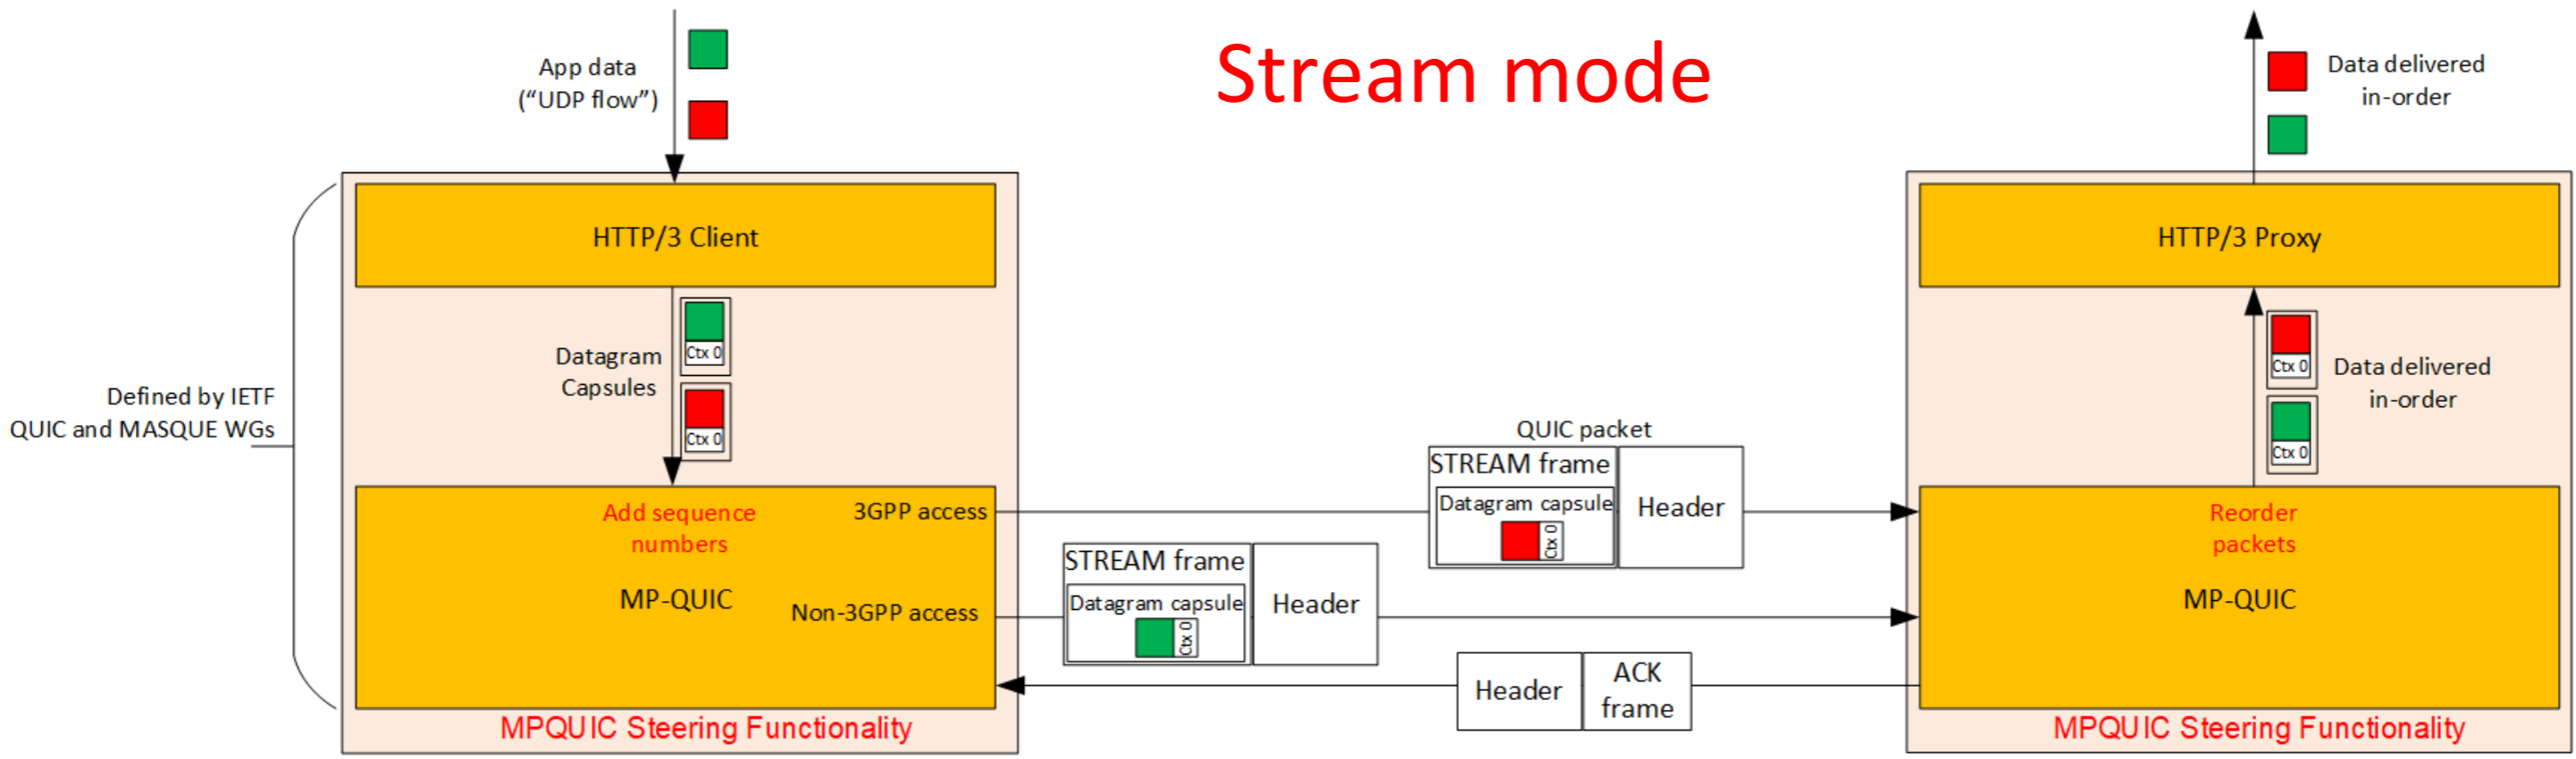 Stream mode
App data
(“UDP flow”)
Data delivered
in-order
HTTP/3 Client
HTTP/3 Proxy
Ctx 0
Datagram
Capsules
Ctx 0
Ctx 0
Data delivered
in-order
Ctx 0
Defined by IETF
QUIC and MASQUE WGs
Add sequence
numbers
3GPP access
MP-QUIC
Non-3GPP access
QUIC packet
STREAM frame
Datagram capsule
Ctx 0
Header
STREAM frame
Datagram capsule
Ctx 0
Header
Header
ACK
frame
Reorder
packets
MP-QUIC
MPQUIC Steering Functionality
MPQUIC Steering Functionality